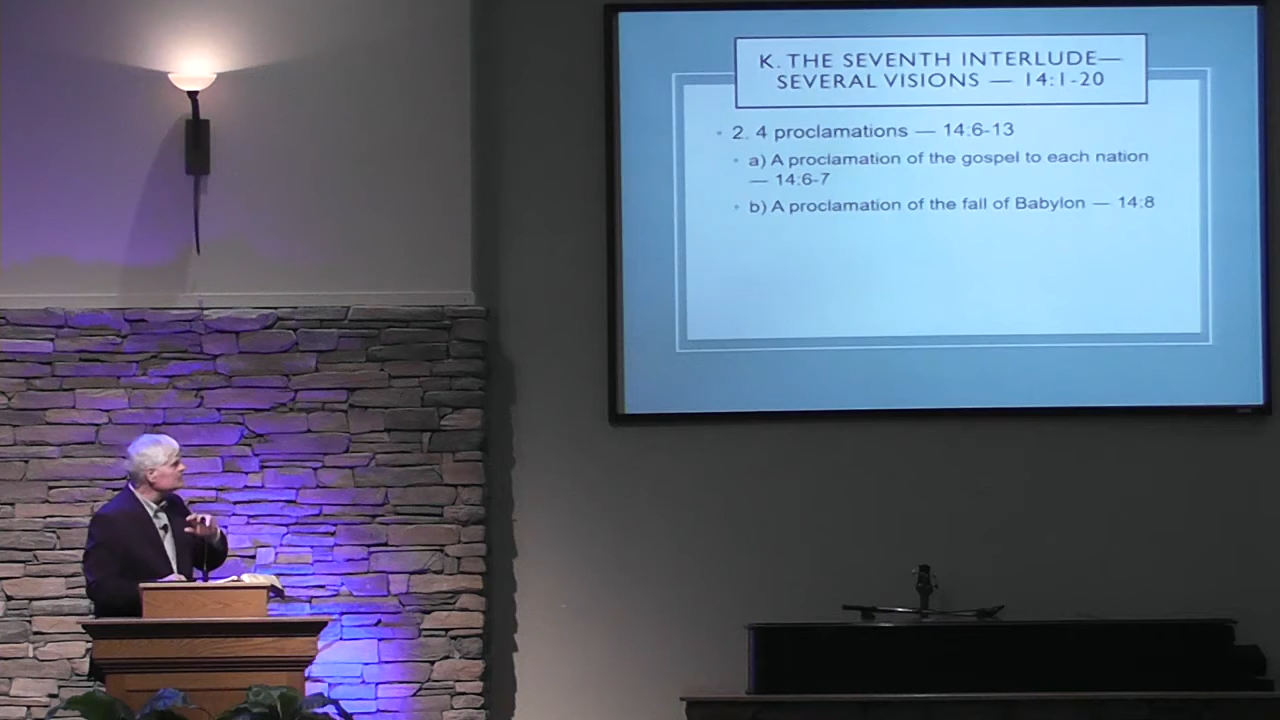 K. THE SEVENTH INTERLUDE—
SEVERAL VISIONS — 14:1-20
2. 4 proclamations — 14:6-13
a) A proclamation of the gospel to each nation
— 14:6-7
b) A proclamation of the fall of Babylon — 14:8